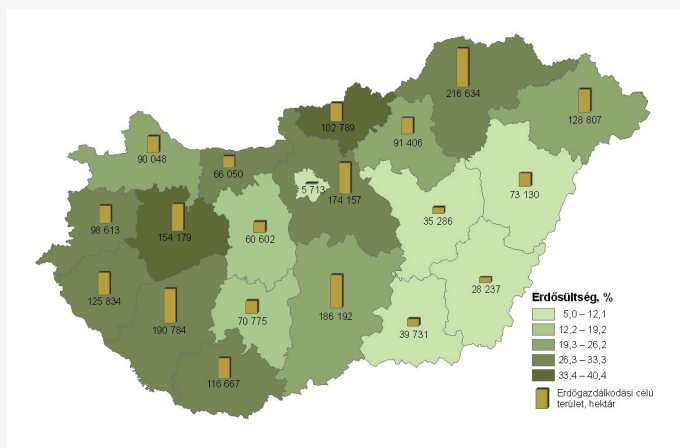 216 634
102 789
128 807
91 406
90 048
66 050
5 713
174 157
73 130
98 613
154 179
60 602
35 286
125 834
190 784
70 775
186 192
28 237
39 731
116 667
Erdősültség, %
5,0 – 12,1
12,2 – 19,2
19,3 – 26,2
26,3 – 33,3
33,4 – 40,4
Erdőgazdálkodási célú
terület, hektár